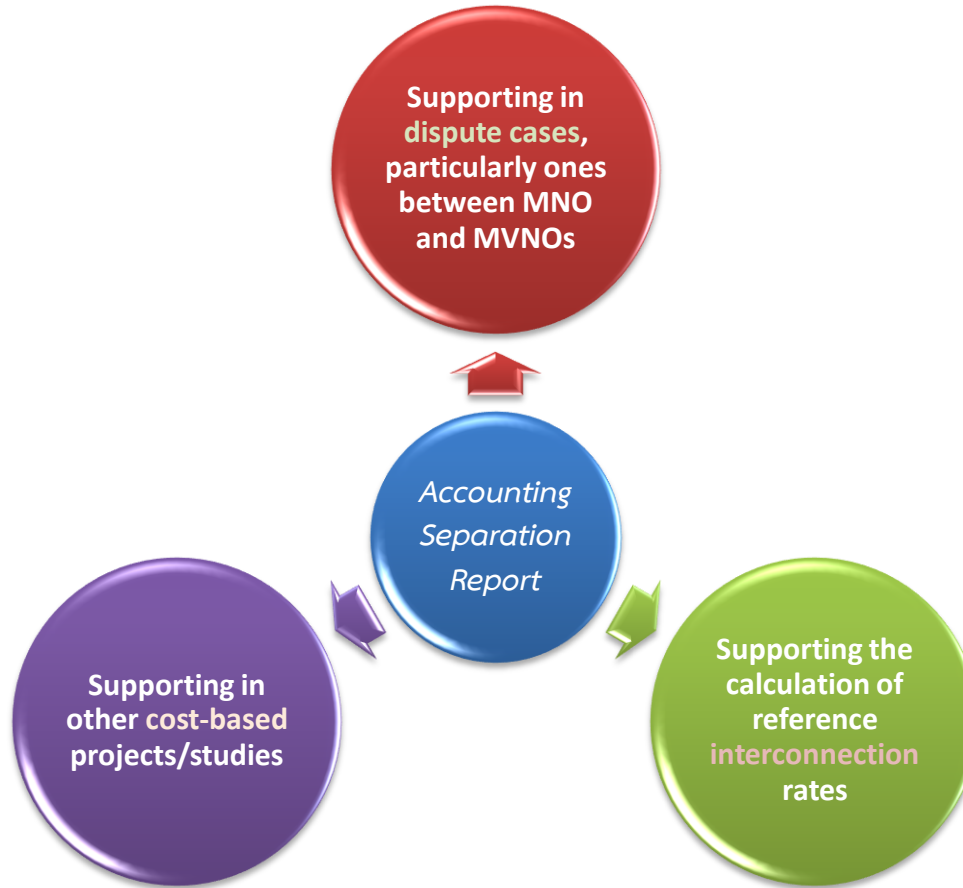 Supporting in
dispute cases,
particularly ones
between MNO
and MVNOs
Accounting
Separation
Report
Supporting in
other cost-based
projects/studies
Supporting the
calculation of
reference
interconnection
rates